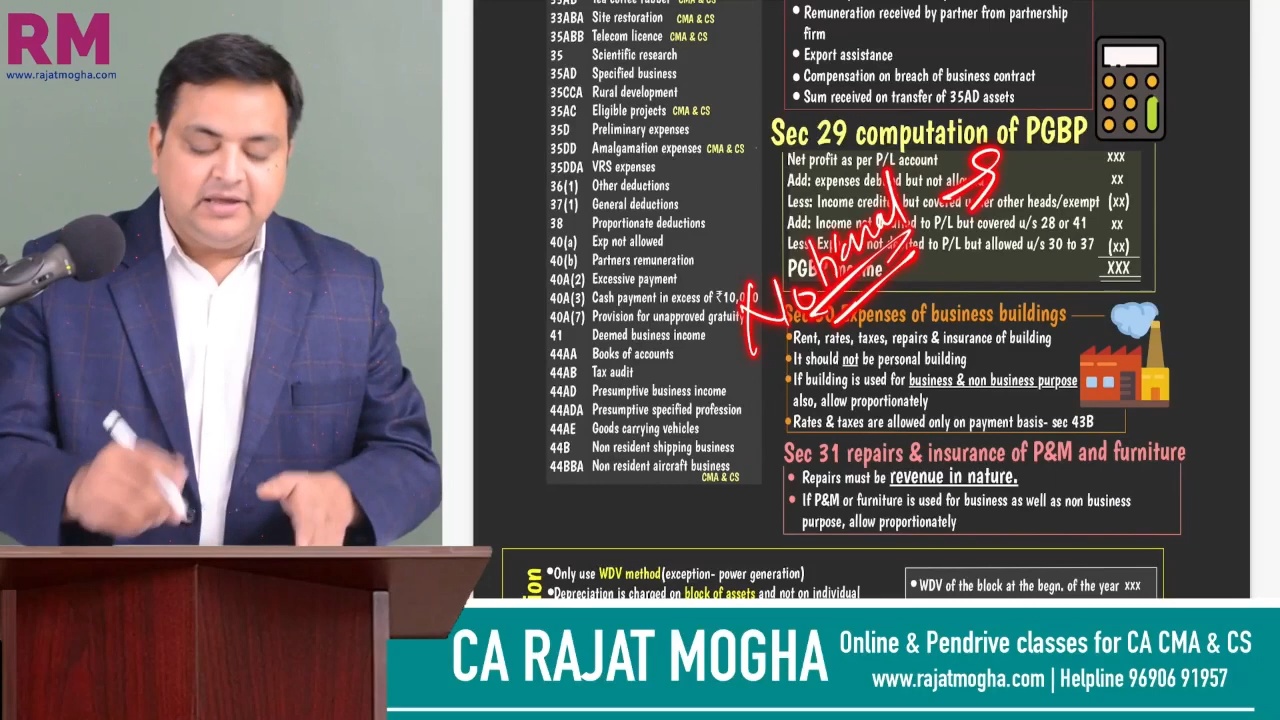 RM
www.rajatmogha.com
33AB Tea coffee rubber CMA & CS
33ABA Site restoration CMA & CS
35ABB Telecom licence CMA & CS
35 Scientific research
35AD Specified business
35CCA Rural development
35AC Eligible projects CMA & CS
35D Preliminary expenses
35DD Amalgamation expenses CMA & CS
35DDA VRS expenses
36(1) Other deductions
37(1) General deductions
38 Proportionate deductions
40(a) Exp not allowed
40(b) Partners remuneration
40A(2) Excessive payment
40A(3) Cash payment in excess of ₹10,000
40A(7) Provision for unapproved gratuity
41 Deemed business income
44AA Books of accounts
44AB Tax audit
44AD Presumptive business income
44ADA Presumptive specified profession
44AE Goods carrying vehicles
44B Non resident shipping business
44BBA Non resident aircraft business
CMA & CS
• Remuneration received by partner from partnership
firm
• Export assistance
• Compensation on breach of business contract
• Sum received on transfer of 35AD assets
Sec 29 computation of PGBP
Net profit as per P/L account xxx
Add: expenses debited but not allowed xx
Less: Income credited but covered under other heads/exempt (xx)
Add: Income not credited to P/L but covered u/s 28 or 41 xx
Less: Expenses not debited to P/L but allowed u/s 30 to 37 (xx)
PGBP Income XXX
Notional
Sec 30 Expenses of business buildings
• Rent, rates, taxes, repairs & insurance of building
• It should not be personal building
• If building is used for business & non business purpose
also, allow proportionately
• Rates & taxes are allowed only on payment basis- sec 43B
Sec 31 repairs & insurance of P&M and furniture
• Repairs must be revenue in nature.
• If P&M or furniture is used for business as well as non business
purpose, allow proportionately
• Only use WDV method(exception- power generation)
• Depreciation is charged on block of assets and not on individual
• WDV of the block at the begn. of the year xxx
CA RAJAT MOGHA
Online & Pendrive classes for CA CMA & CS
www.rajatmogha.com | Helpline 96906 91957